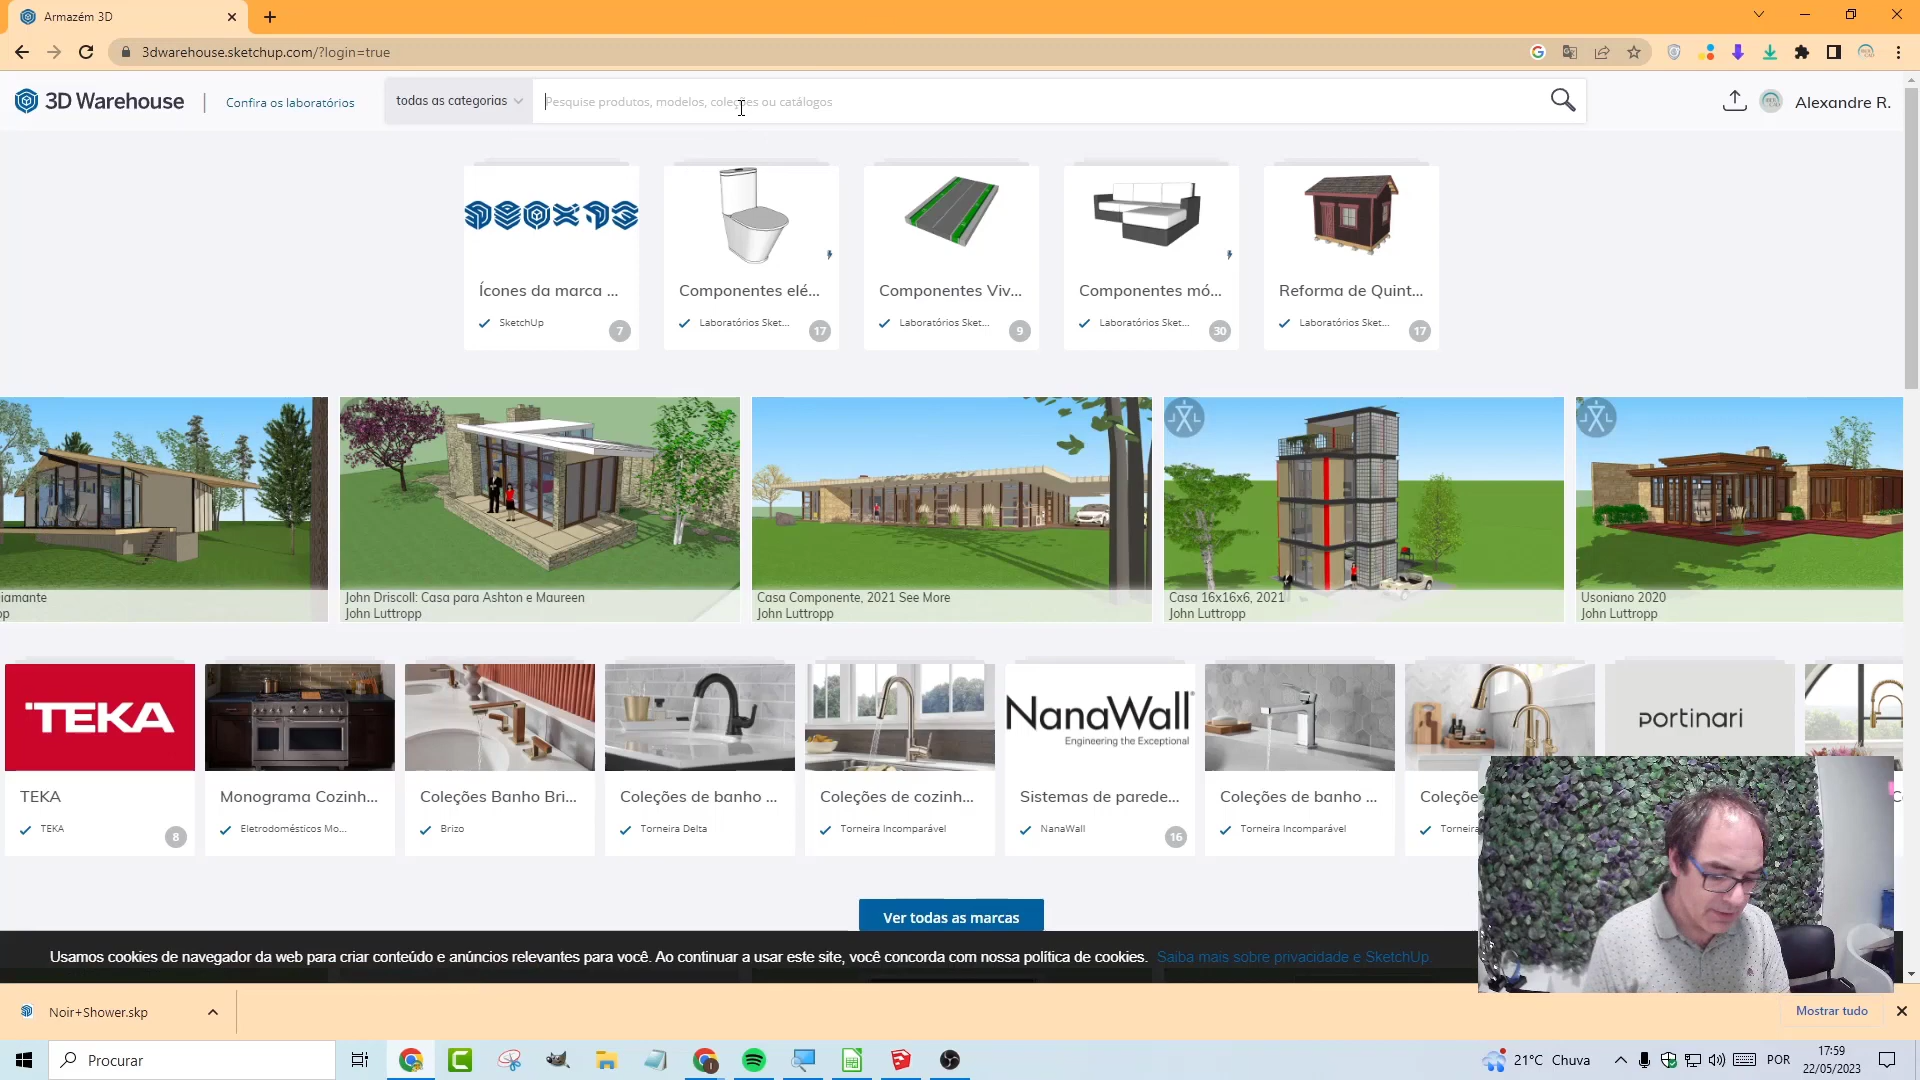 Armazém 3D
3dwarehouse.sketchup.com/?login=true
3D Warehouse
Confira os laboratórios
todas as categorias
Pesquise produtos, modelos, coleções ou catálogos
Alexandre R.
Ícones da marca ...
SketchUp
7
Componentes elé...
Laboratórios Sket...
17
Componentes Viv...
Laboratórios Sket...
9
Componentes mó...
Laboratórios Sket...
30
Reforma de Quint...
Laboratórios Sket...
17
iamante
pp
John Driscoll: Casa para Ashton e Maureen
John Luttropp
Casa Componente, 2021 See More
John Luttropp
Casa 16x16x6, 2021
John Luttropp
Usoniano 2020
John Luttropp
TEKA
NanaWall
Engineering the Exceptional
portinari
TEKA
TEKA
8
Monograma Cozinh...
Eletrodomésticos Mo...
Coleções Banho Bri...
Brizo
Coleções de banho ...
Torneira Delta
Coleções de cozinh...
Torneira Incomparável
Sistemas de parede...
NanaWall
16
Coleções de banho ...
Torneira Incomparável
Coleçõe
Torneira
Ver todas as marcas
Usamos cookies de navegador da web para criar conteúdo e anúncios relevantes para você. Ao continuar a usar este site, você concorda com nossa política de cookies. Saiba mais sobre privacidade e SketchUp.
Noir+Shower.skp
Mostrar tudo
Procurar
21°C Chuva
POR
17:59
22/05/2023